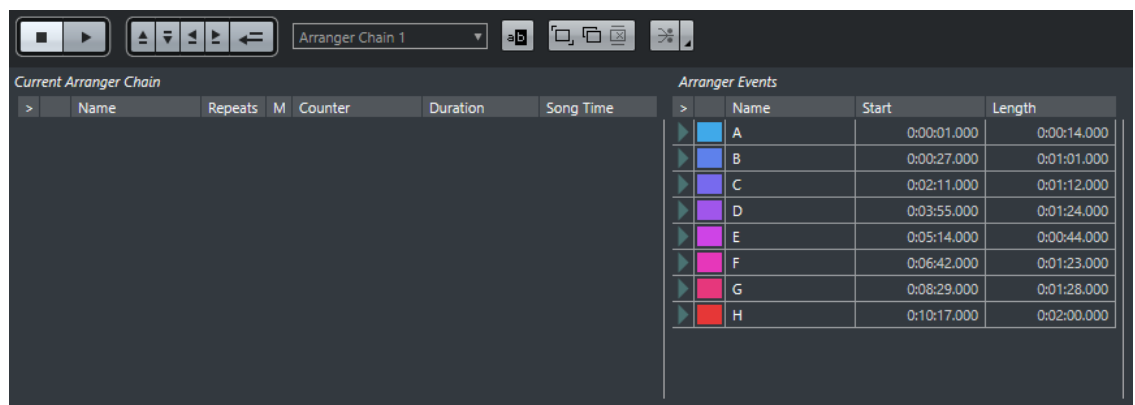 Arranger Chain 1
ab
Current Arranger Chain
Arranger Events
> Name Repeats M Counter Duration Song Time
> Name Start Length
A 0:00:01.000 0:00:14.000
B 0:00:27.000 0:01:01.000
C 0:02:11.000 0:01:12.000
D 0:03:55.000 0:01:24.000
E 0:05:14.000 0:00:44.000
F 0:06:42.000 0:01:23.000
G 0:08:29.000 0:01:28.000
H 0:10:17.000 0:02:00.000